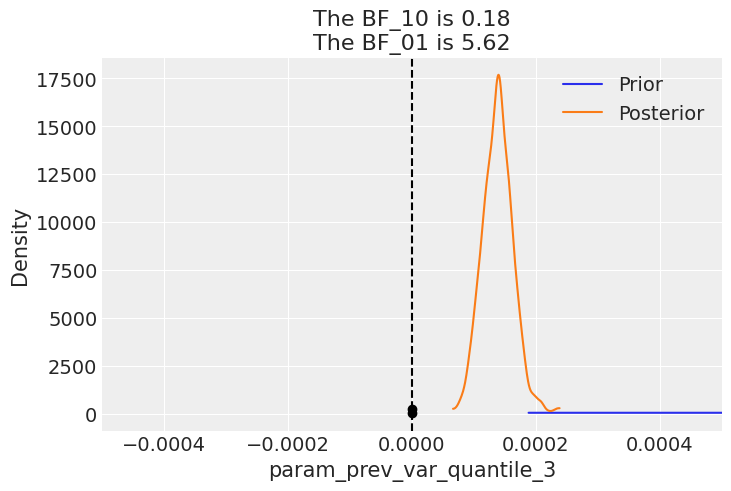 The BF_10 is 0.18
The BF_01 is 5.62
Prior
Posterior
17500
15000
12500
10000
7500
5000
2500
0
Density
−0.0004
−0.0002
0.0000
0.0002
0.0004
param_prev_var_quantile_3